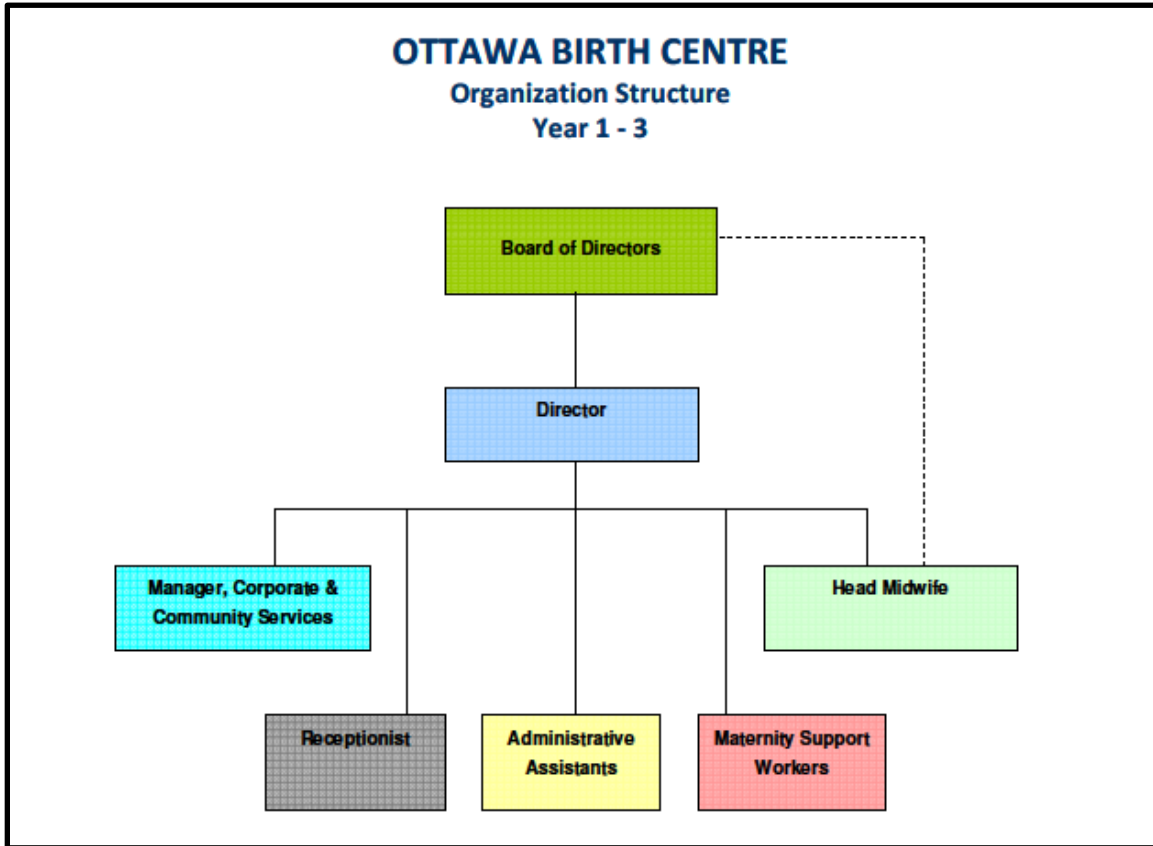 OTTAWA BIRTH CENTRE
Organization Structure
Year 1 - 3
Board of Directors
Director
Manager, Corporate &
Community Services
Head Midwife
Receptionist
Administrative
Assistants
Maternity Support
Workers